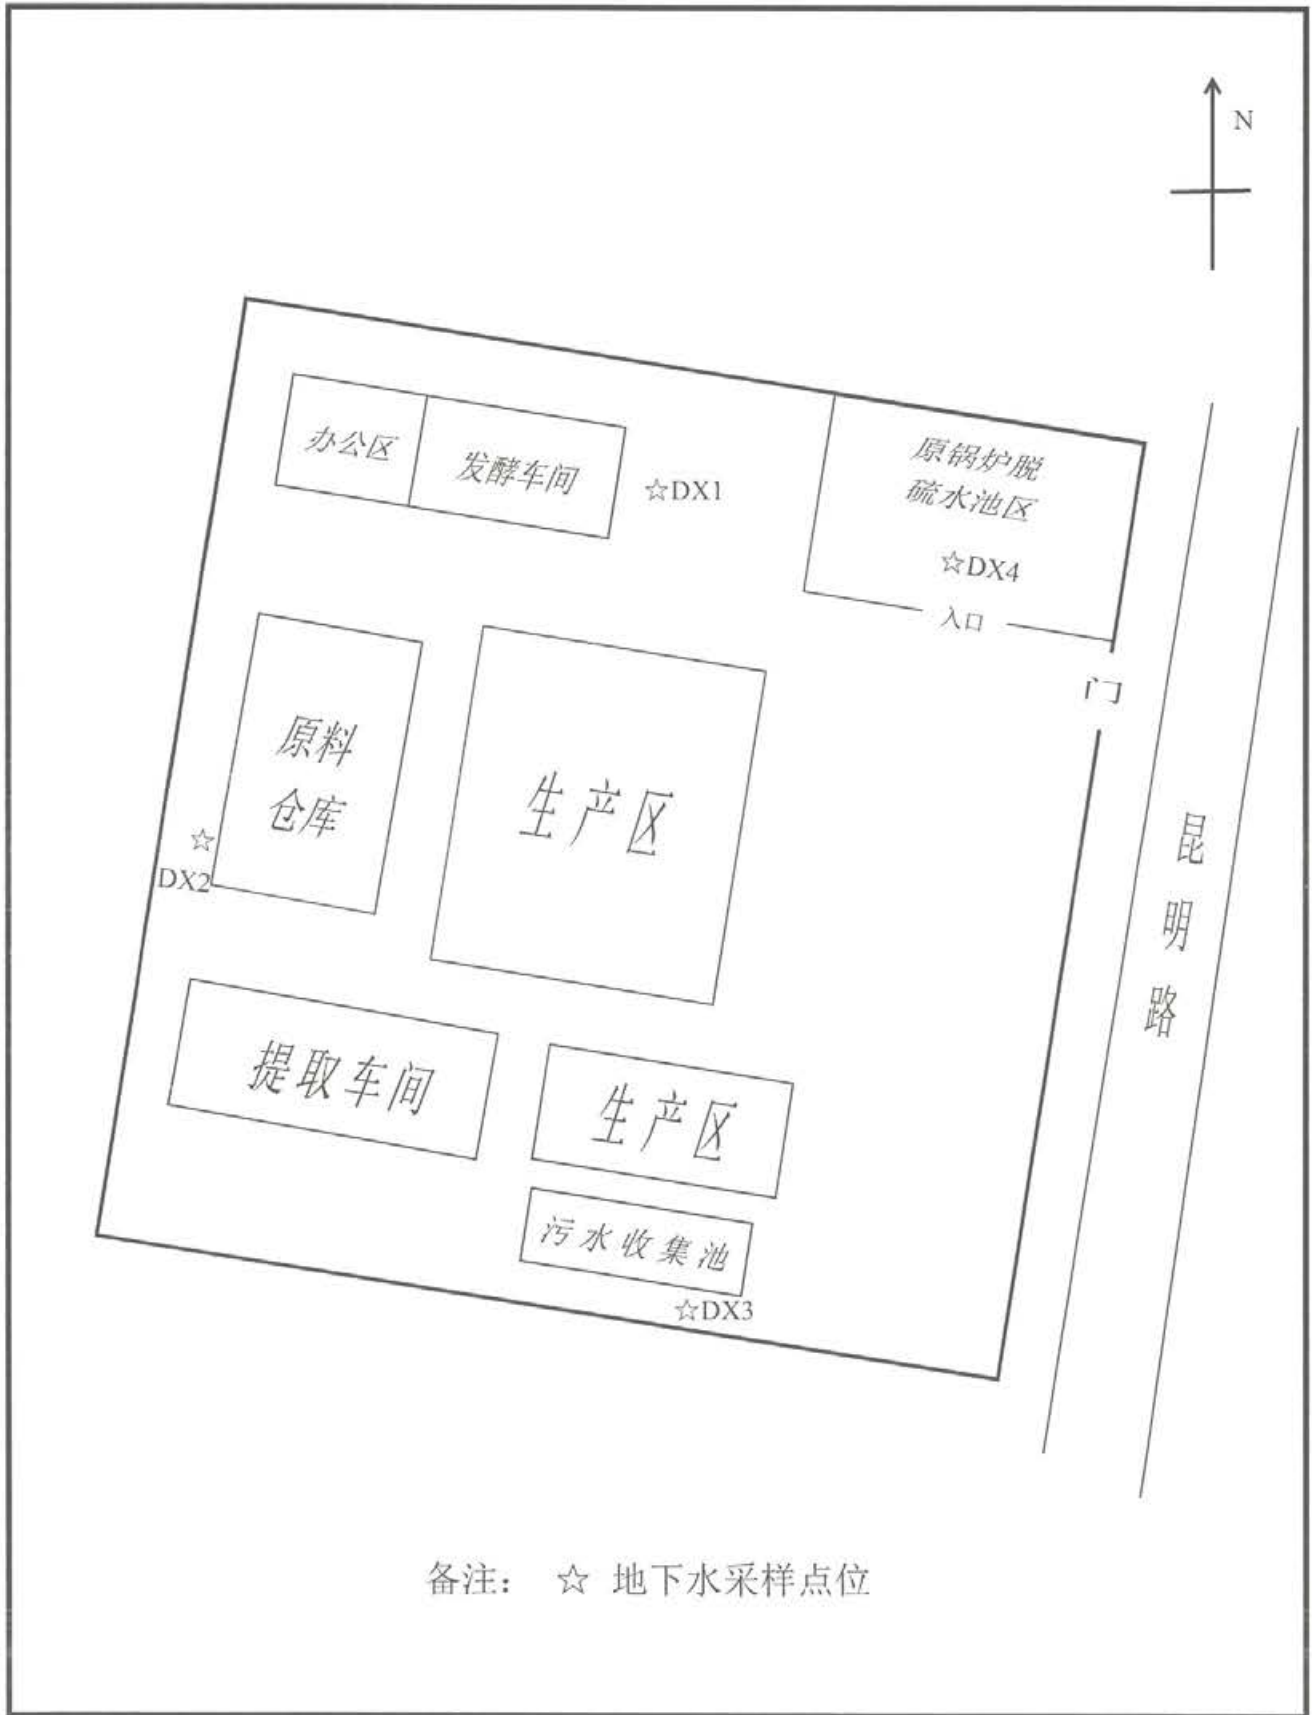 N
办公区
发酵车间
☆DX1
原锅炉脱
硫水池区
☆DX4
入口
门
原料
仓库
☆
DX2
生产区
昆
明
路
提取车间
生产区
污水收集池
☆DX3
备注： ☆ 地下水采样点位